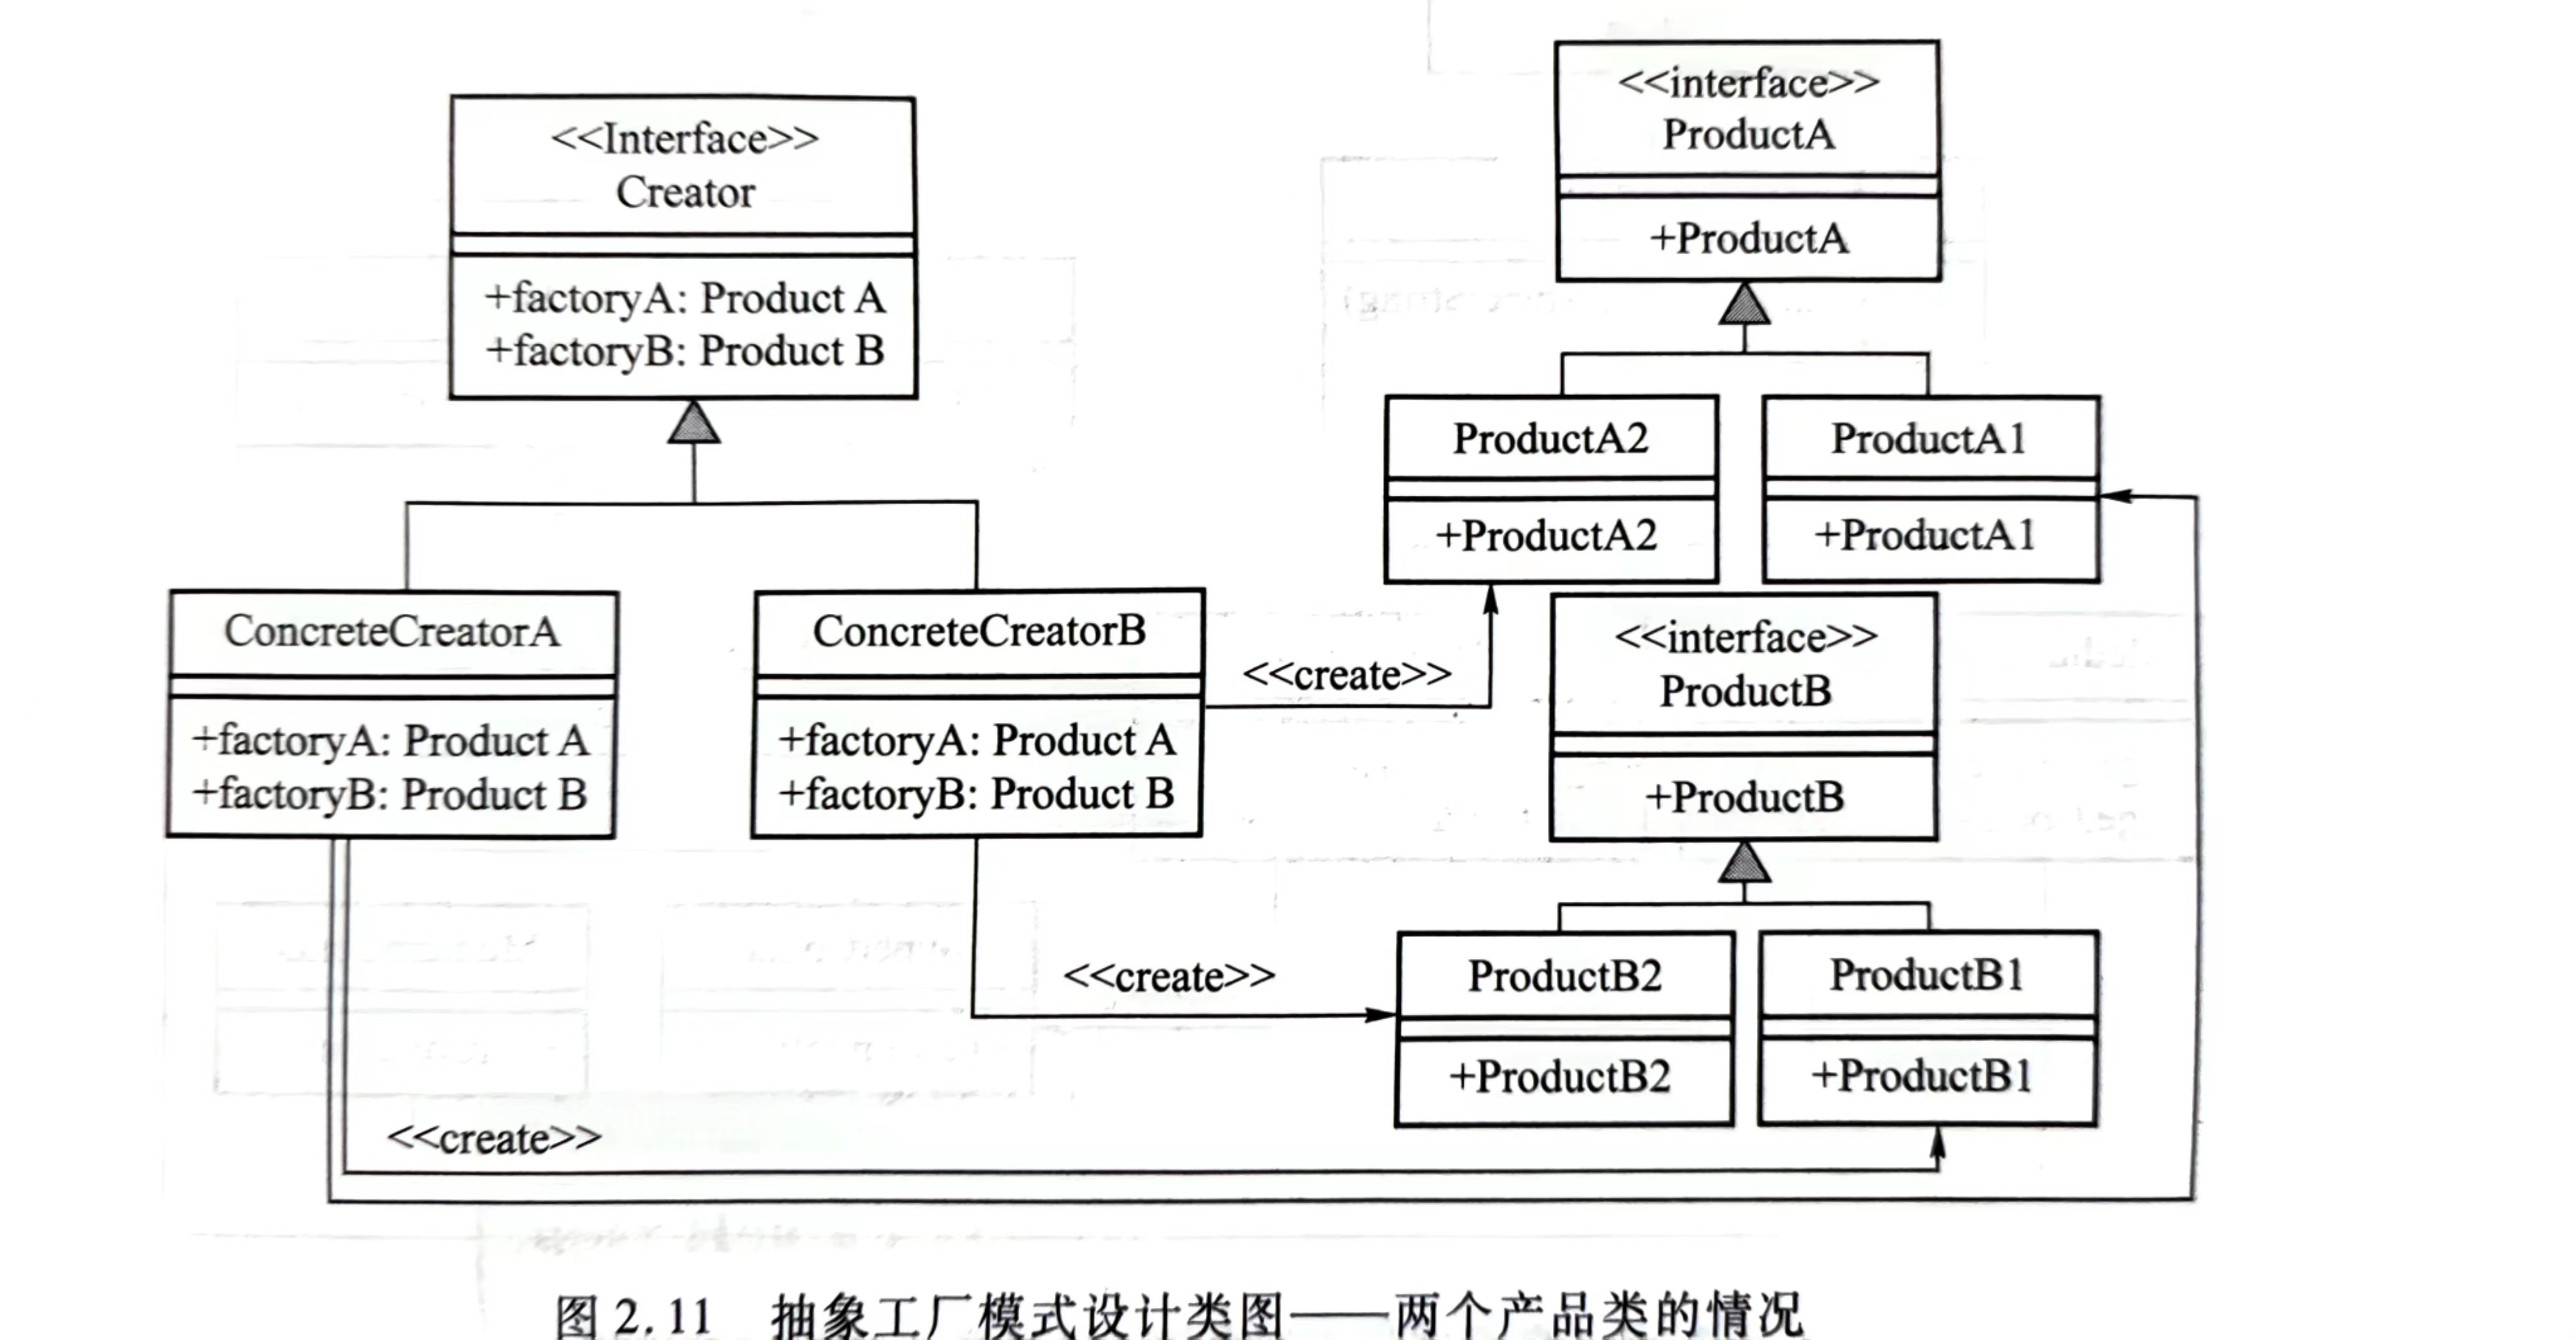 <<Interface>>
Creator
+factoryA: Product A
+factoryB: Product B
ConcreteCreatorA
+factoryA: Product A
+factoryB: Product B
ConcreteCreatorB
+factoryA: Product A
+factoryB: Product B
<<interface>>
ProductA
+ProductA
ProductA2
+ProductA2
ProductA1
+ProductA1
<<create>>
<<interface>>
ProductB
+ProductB
<<create>>
ProductB2
+ProductB2
ProductB1
+ProductB1
<<create>>
图 2.11 抽象工厂模式设计类图——两个产品类的情况